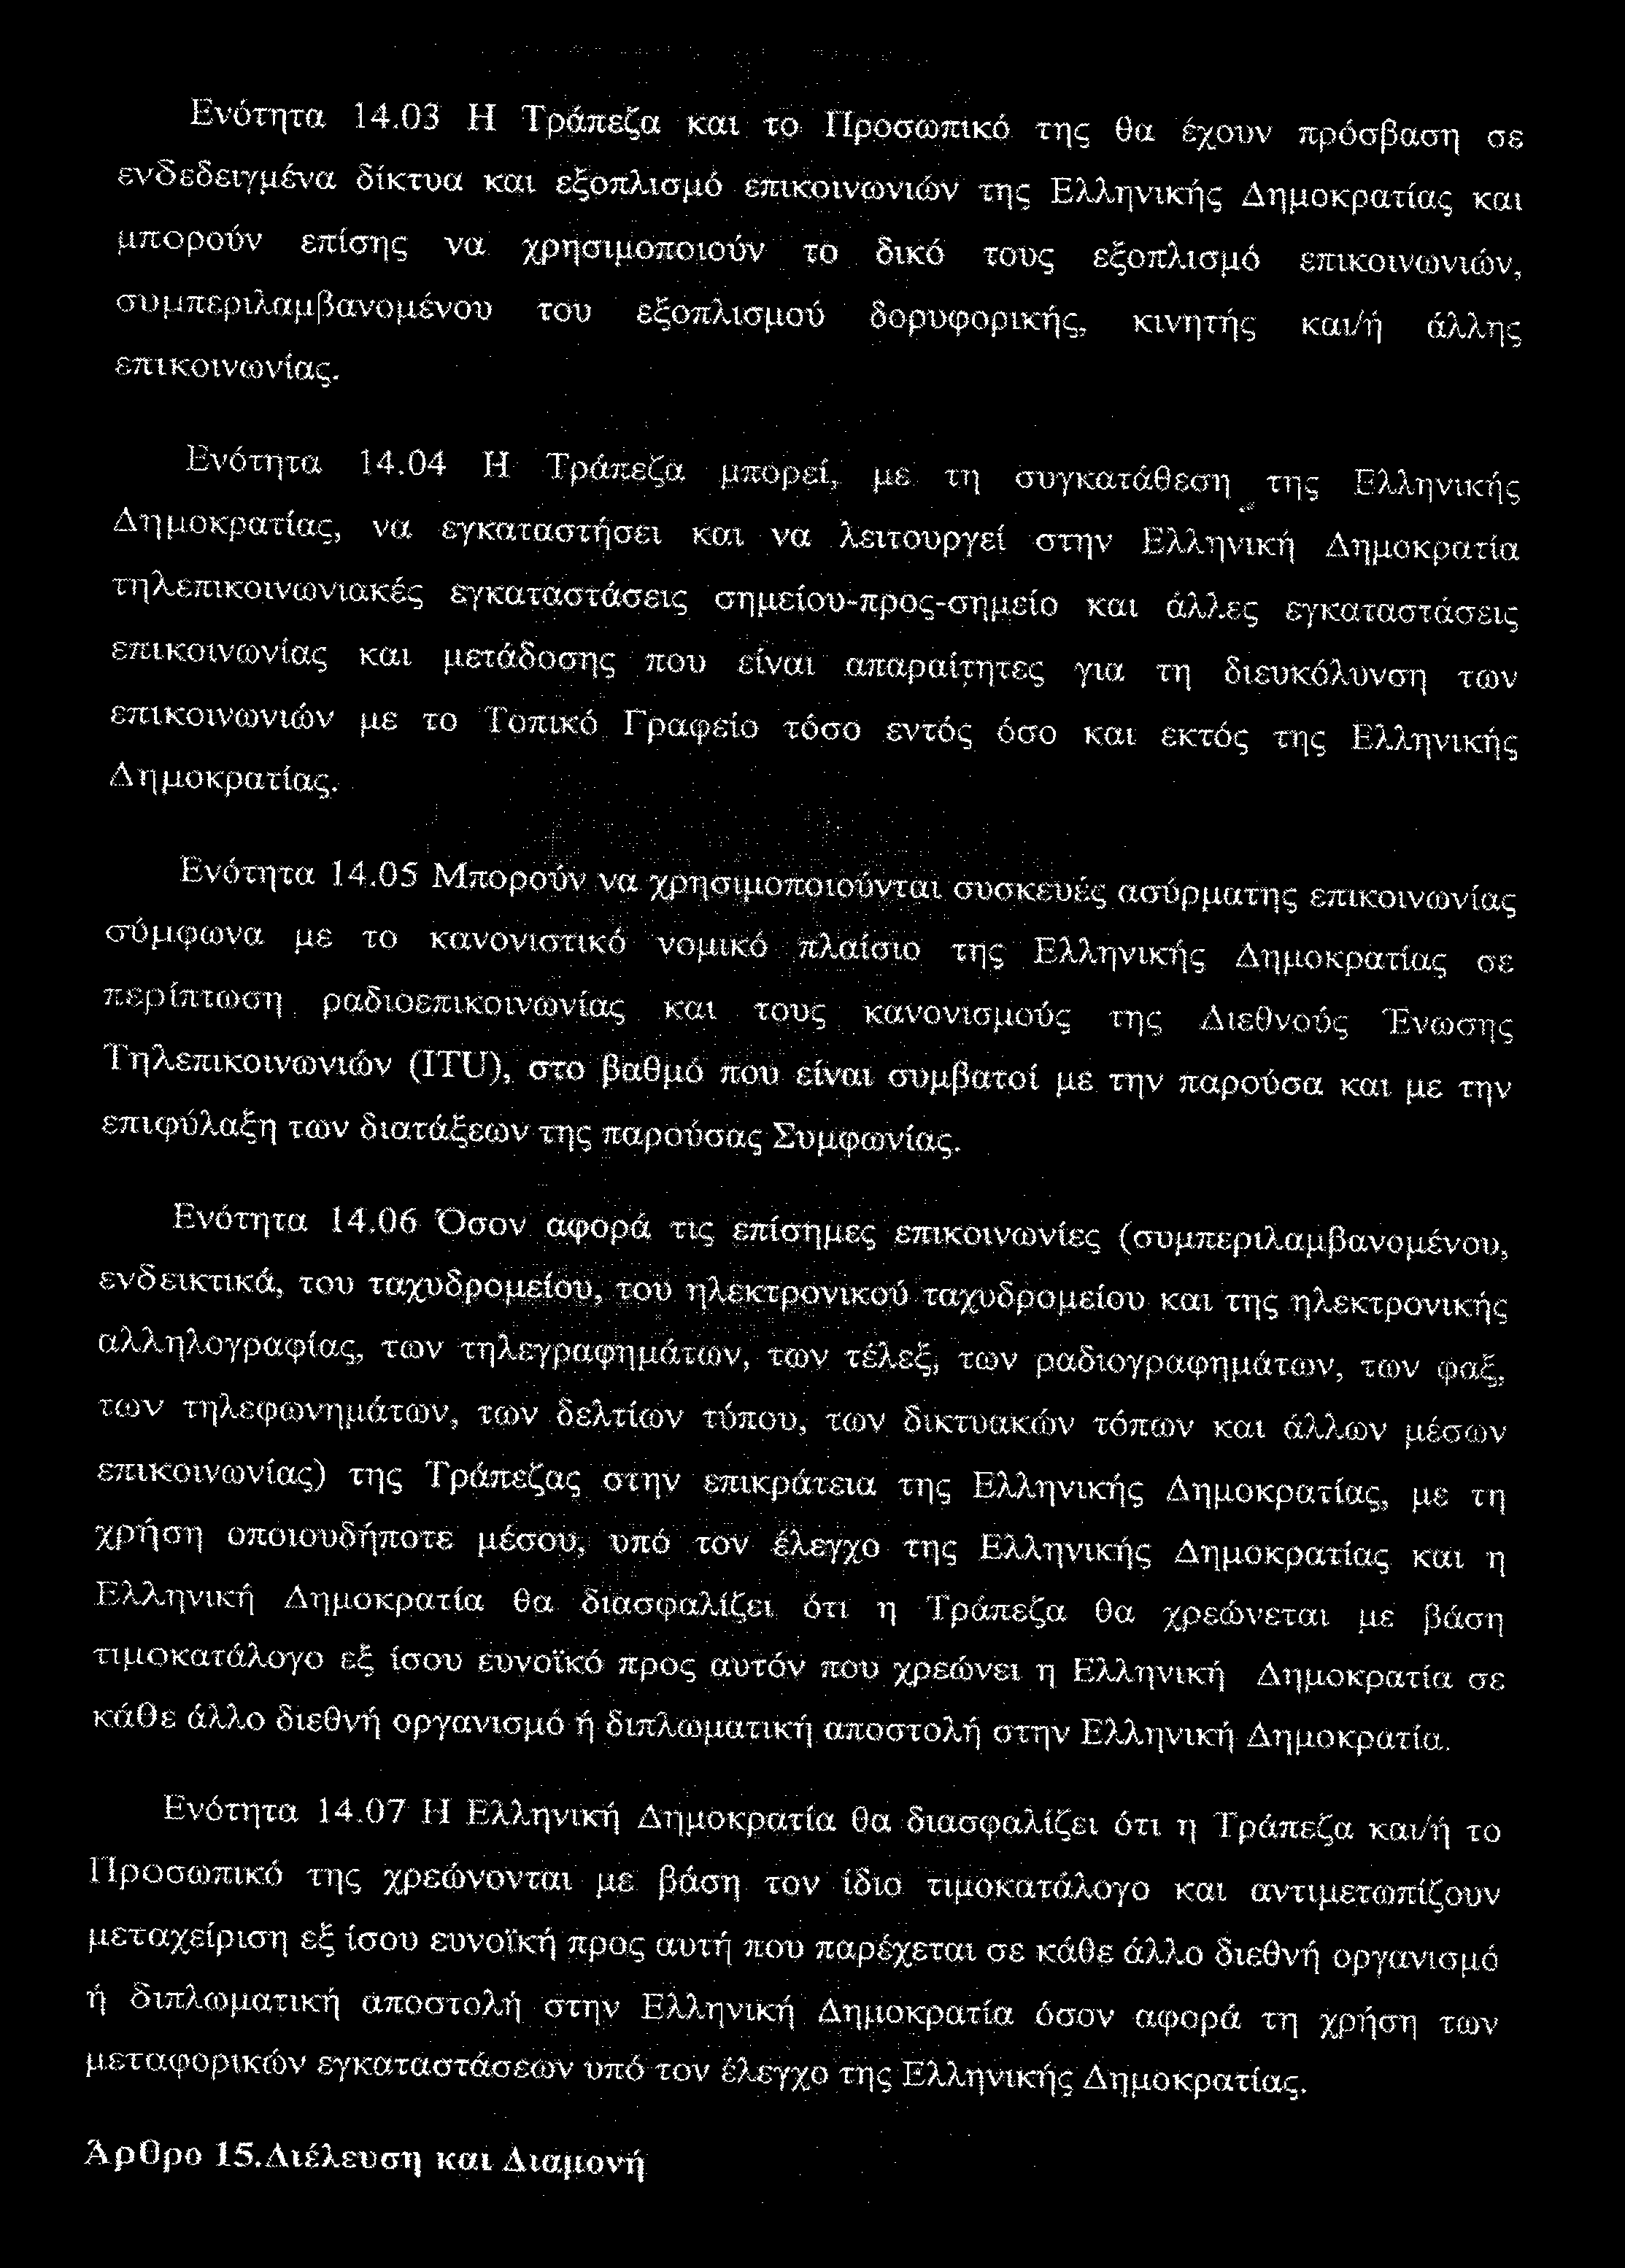 Ενότητα 14.03 Η Τράπεζα και το Προσωπικό της θα έχουν πρόσβαση σε
ενδεδειγμένα δίκτυα και εξοπλισμό επικοινωνιών της Ελληνικής Δημοκρατίας και
μπορούν επίσης να χρησιμοποιούν το δικό τους εξοπλισμό επικοινωνιών,
συμπεριλαμβανομένου του εξοπλισμού δορυφορικής, κινητής και/ή άλλης
επικοινωνίας.
Ενότητα 14.04 Η Τράπεζα μπορεί, με τη συγκατάθεση της Ελληνικής
Δημοκρατίας, να εγκαταστήσει και να λειτουργεί στην Ελληνική Δημοκρατία
τηλεπικοινωνιακές εγκαταστάσεις σημείου-προς-σημείο και άλλες εγκαταστάσεις
επικοινωνίας και μετάδοσης που είναι απαραίτητες για τη διευκόλυνση των
επικοινωνιών με το Τοπικό Γραφείο τόσο εντός όσο και εκτός της Ελληνικής
Δημοκρατίας.
Ενότητα 14.05 Μπορούν να χρησιμοποιούνται συσκευές ασύρματης επικοινωνίας
σύμφωνα με το κανονιστικό νομικό πλαίσιο της Ελληνικής Δημοκρατίας σε
περίπτωση ραδιοεπικοινωνίας και τους κανονισμούς της Διεθνούς Ένωσης
Τηλεπικοινωνιών (ITU), στο βαθμό που είναι συμβατοί με την παρούσα και με την
επιφύλαξη των διατάξεων της παρούσας Συμφωνίας.
Ενότητα 14.06 Όσον αφορά τις επίσημες επικοινωνίες (συμπεριλαμβανομένου,
ενδεικτικά, του ταχυδρομείου, του ηλεκτρονικού ταχυδρομείου και της ηλεκτρονικής
αλληλογραφίας, των τηλεγραφημάτων, των τέλεξ, των ραδιογραφημάτων, των φαξ,
των τηλεφωνημάτων, των δελτίων τύπου, των δικτυακών τόπων και άλλων μέσων
επικοινωνίας) της Τράπεζας στην επικράτεια της Ελληνικής Δημοκρατίας, με τη
χρήση οποιουδήποτε μέσου, υπό τον έλεγχο της Ελληνικής Δημοκρατίας και η
Ελληνική Δημοκρατία θα διασφαλίζει ότι η Τράπεζα θα χρεώνεται με βάση
τιμοκατάλογο εξ ίσου ευνοϊκό προς αυτόν που χρεώνει η Ελληνική Δημοκρατία σε
κάθε άλλο διεθνή οργανισμό ή διπλωματική αποστολή στην Ελληνική Δημοκρατία.
Ενότητα 14.07 Η Ελληνική Δημοκρατία θα διασφαλίζει ότι η Τράπεζα και/ή το
Προσωπικό της χρεώνονται με βάση τον ίδιο τιμοκατάλογο και αντιμετωπίζουν
μεταχείριση εξ ίσου ευνοϊκή προς αυτή που παρέχεται σε κάθε άλλο διεθνή οργανισμό
ή διπλωματική αποστολή στην Ελληνική Δημοκρατία όσον αφορά τη χρήση των
μεταφορικών εγκαταστάσεων υπό τον έλεγχο της Ελληνικής Δημοκρατίας.
Άρθρο 15.Διέλευση και Διαμονή